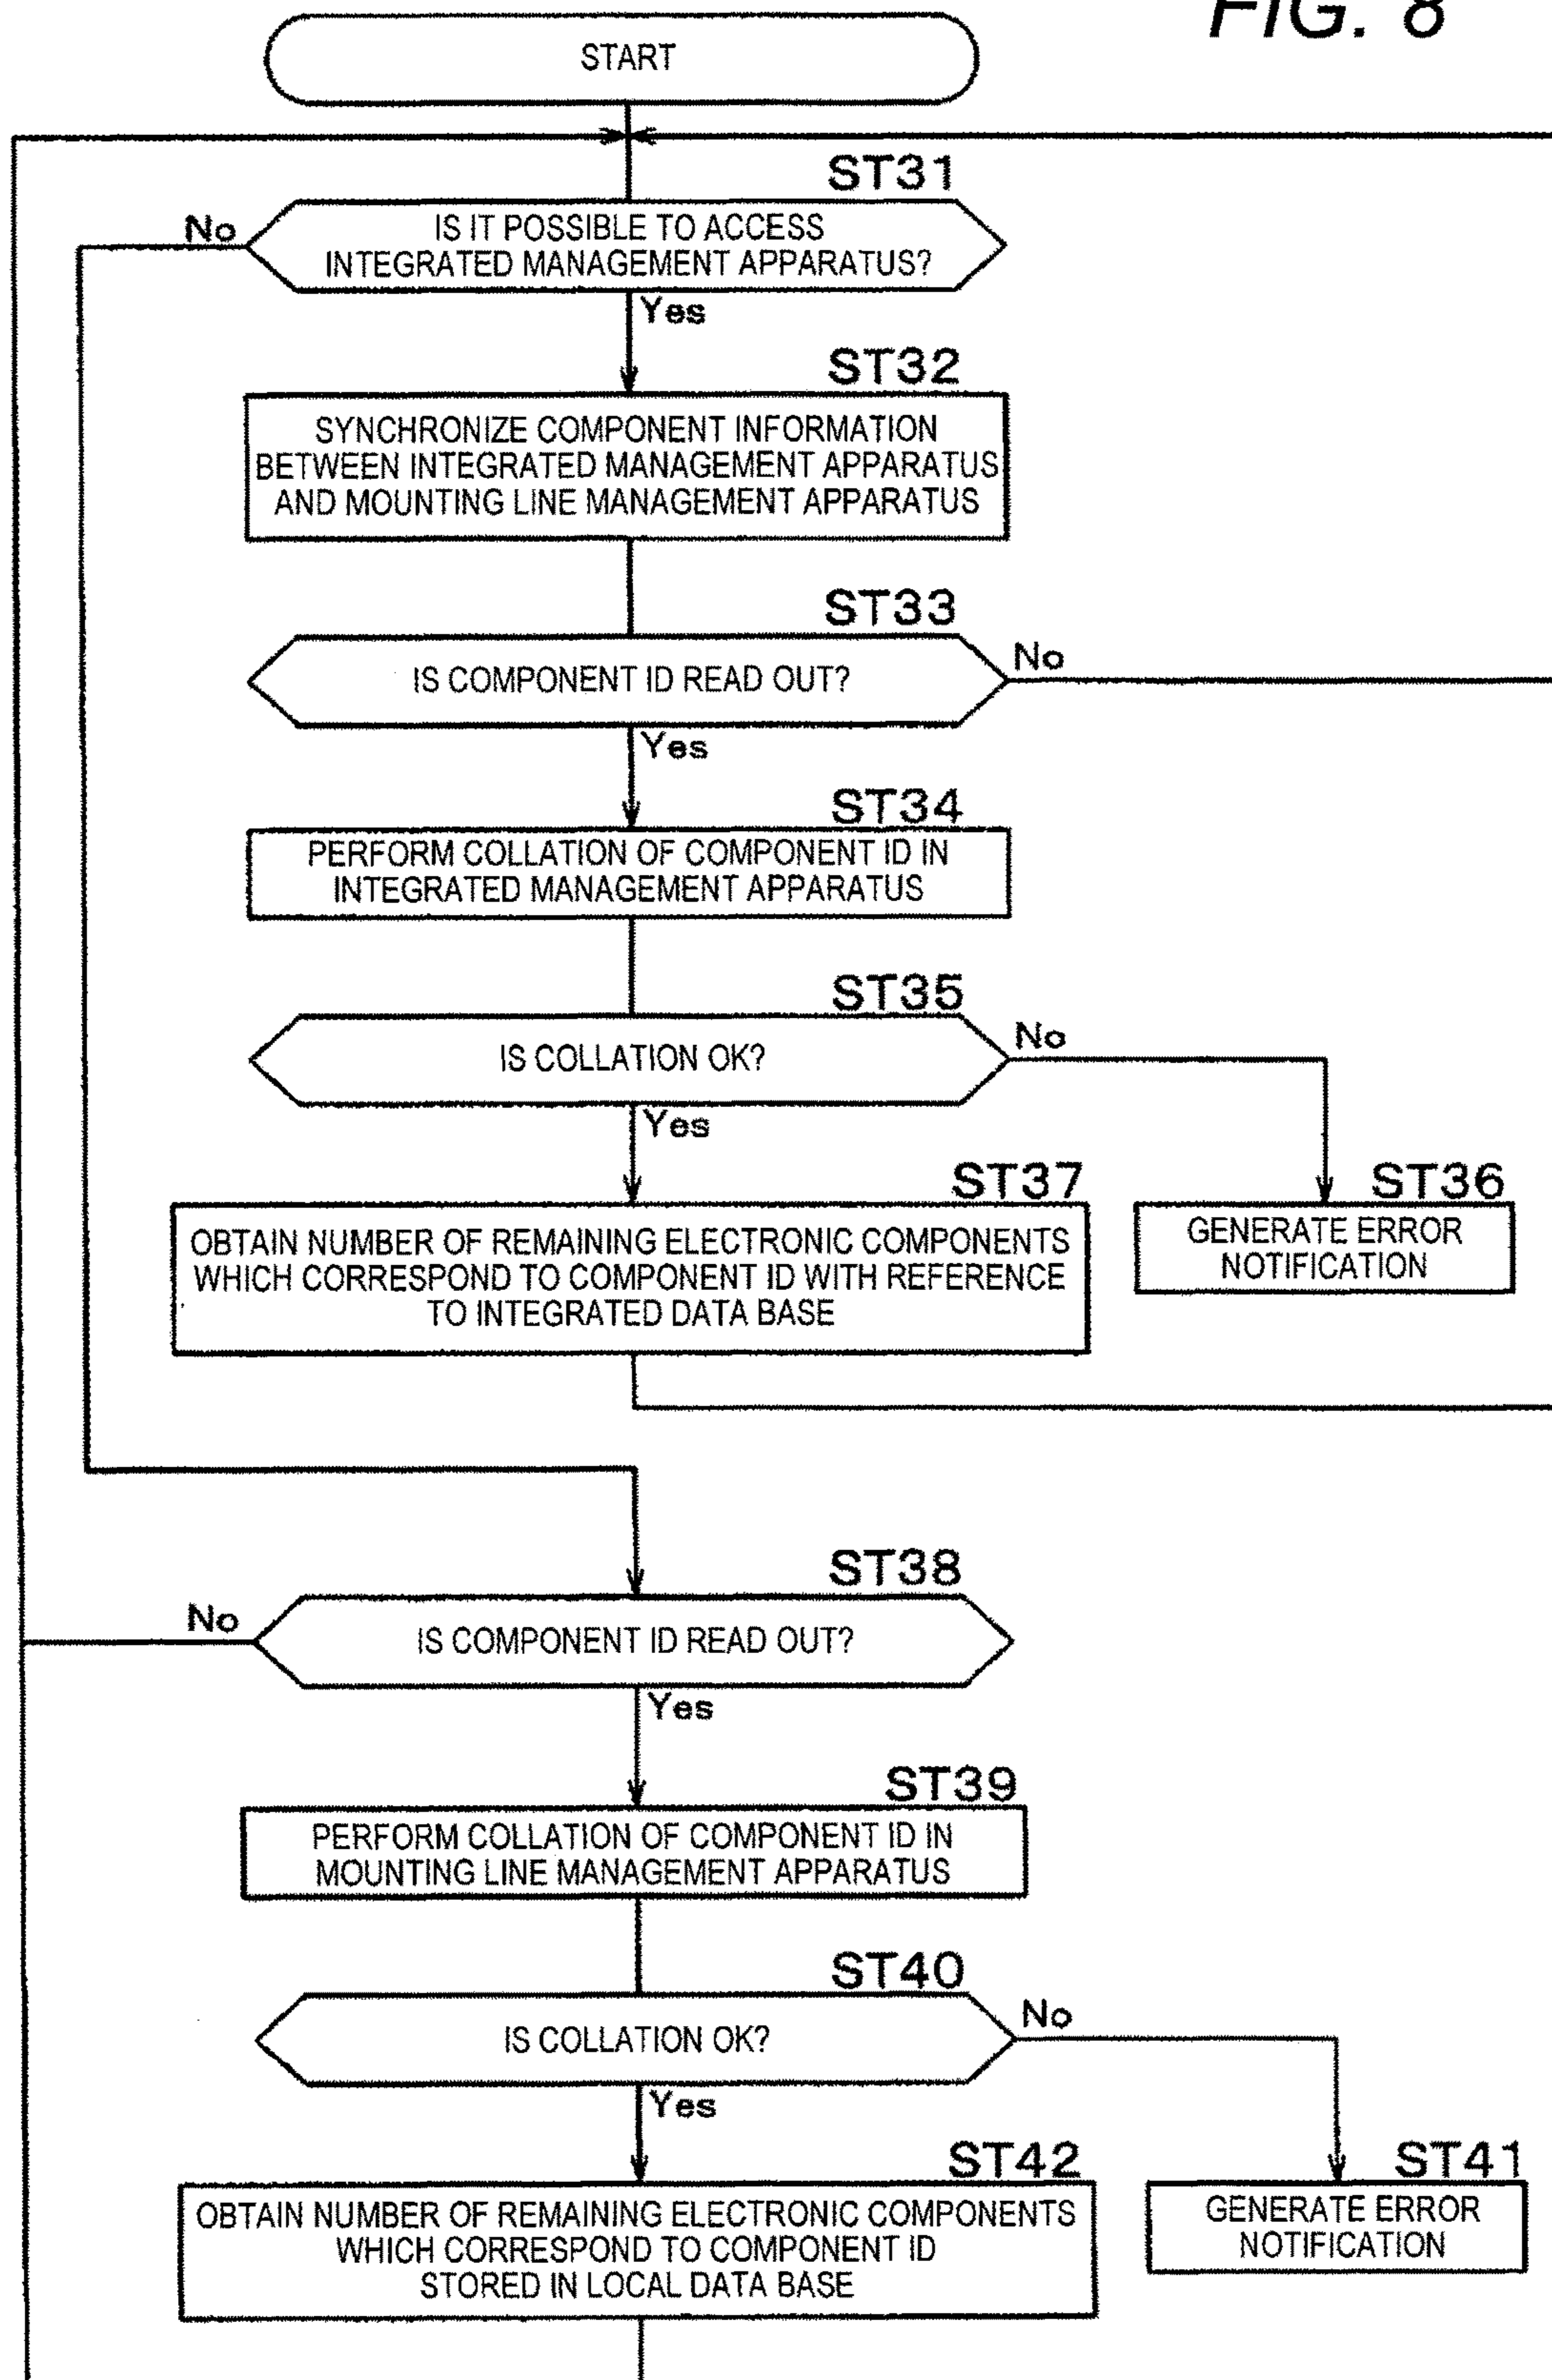 FIG. 8
START
ST31
No
IS IT POSSIBLE TO ACCESS
INTEGRATED MANAGEMENT APPARATUS?
Yes
ST32
SYNCHRONIZE COMPONENT INFORMATION
BETWEEN INTEGRATED MANAGEMENT APPARATUS
AND MOUNTING LINE MANAGEMENT APPARATUS
ST33
IS COMPONENT ID READ OUT?
No
Yes
ST34
PERFORM COLLATION OF COMPONENT ID IN
INTEGRATED MANAGEMENT APPARATUS
ST35
IS COLLATION OK?
No
Yes
ST37
OBTAIN NUMBER OF REMAINING ELECTRONIC COMPONENTS
WHICH CORRESPOND TO COMPONENT ID WITH REFERENCE
TO INTEGRATED DATA BASE
ST36
GENERATE ERROR
NOTIFICATION
ST38
No
IS COMPONENT ID READ OUT?
Yes
ST39
PERFORM COLLATION OF COMPONENT ID IN
MOUNTING LINE MANAGEMENT APPARATUS
ST40
IS COLLATION OK?
No
Yes
ST42
OBTAIN NUMBER OF REMAINING ELECTRONIC COMPONENTS
WHICH CORRESPOND TO COMPONENT ID
STORED IN LOCAL DATA BASE
ST41
GENERATE ERROR
NOTIFICATION